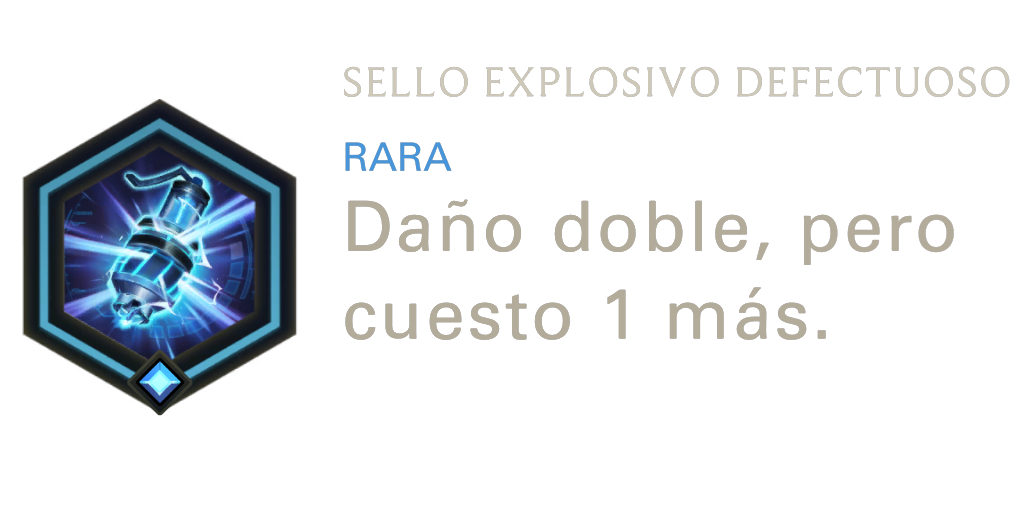 SELLO EXPLOSIVO DEFECTUOSO
RARA
Daño doble, pero
cuesto 1 más.